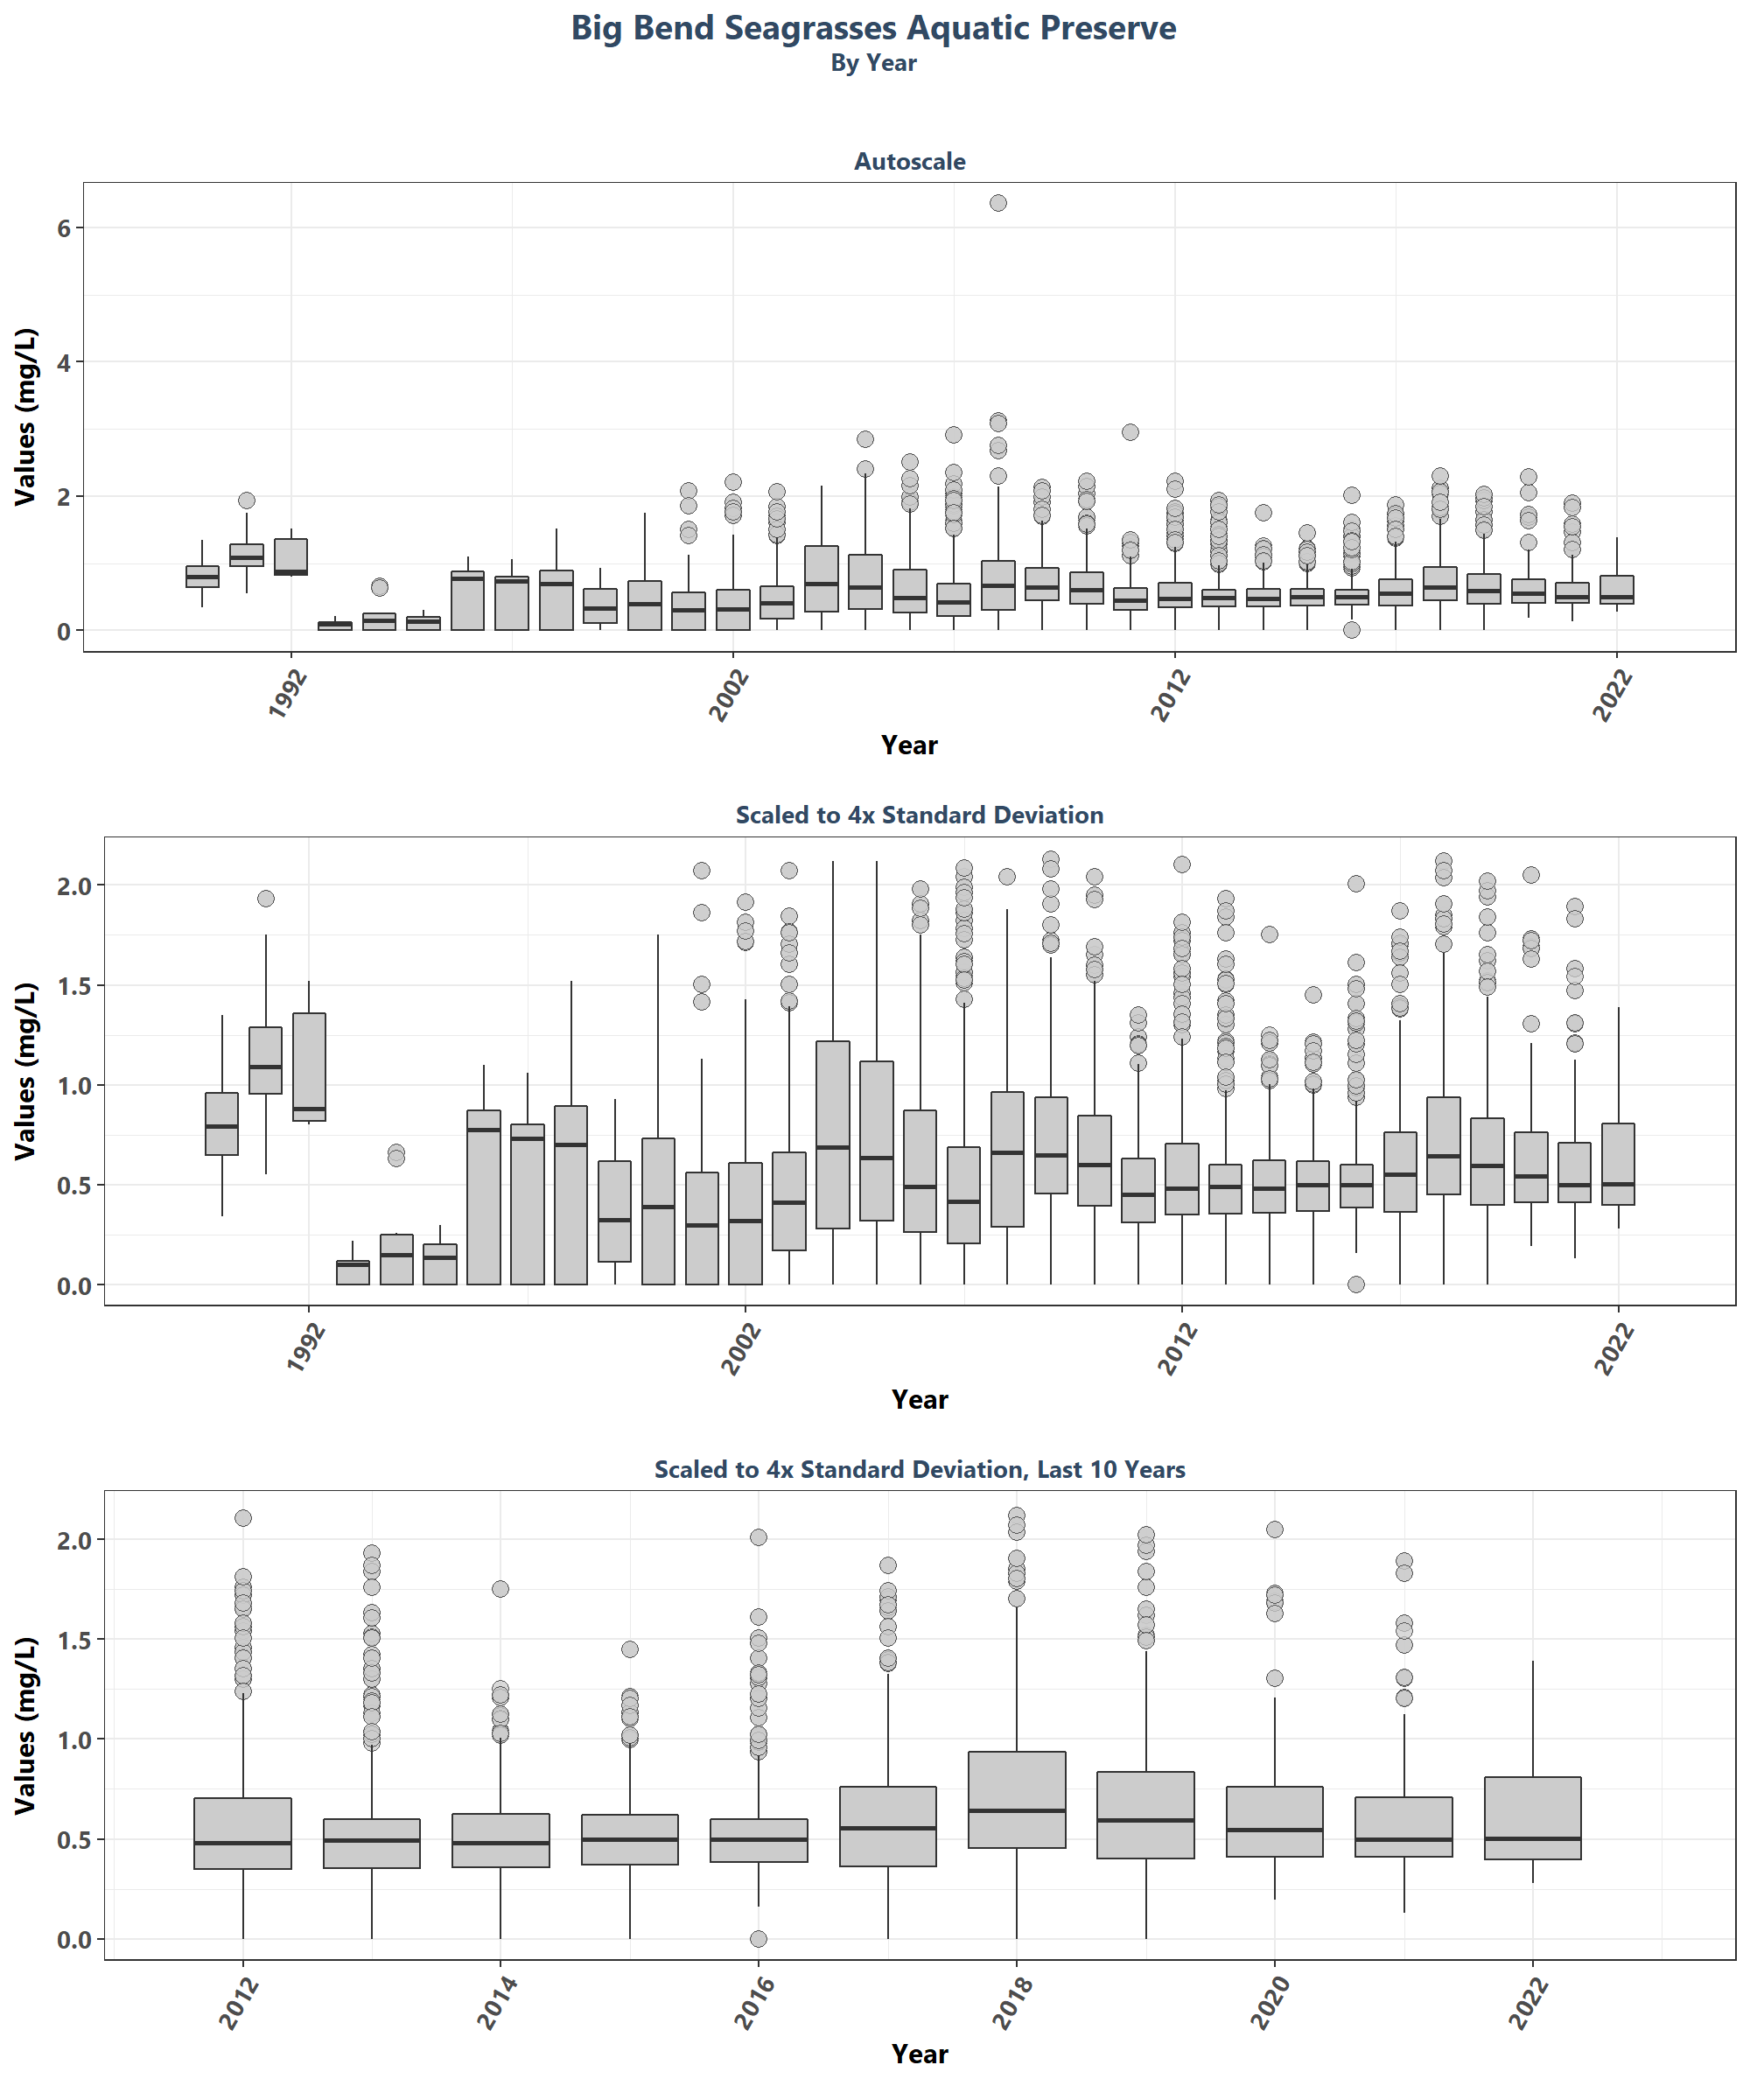 Big Bend Seagrasses Aquatic Preserve
By Year
Autoscale
Values (mg/L)
6
4
2
0
1992
2002
2012
2022
Year
Scaled to 4x Standard Deviation
Values (mg/L)
2.0
1.5
1.0
0.5
0.0
1992
2002
2012
2022
Year
Scaled to 4x Standard Deviation, Last 10 Years
Values (mg/L)
2.0
1.5
1.0
0.5
0.0
2012
2014
2016
2018
2020
2022
Year